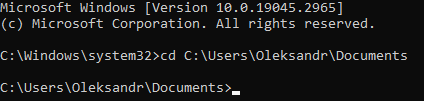 Microsoft Windows [Version 10.0.19045.2965]
(c) Microsoft Corporation. All rights reserved.
C:\Windows\system32>cd C:\Users\Oleksandr\Documents
C:\Users\Oleksandr\Documents>